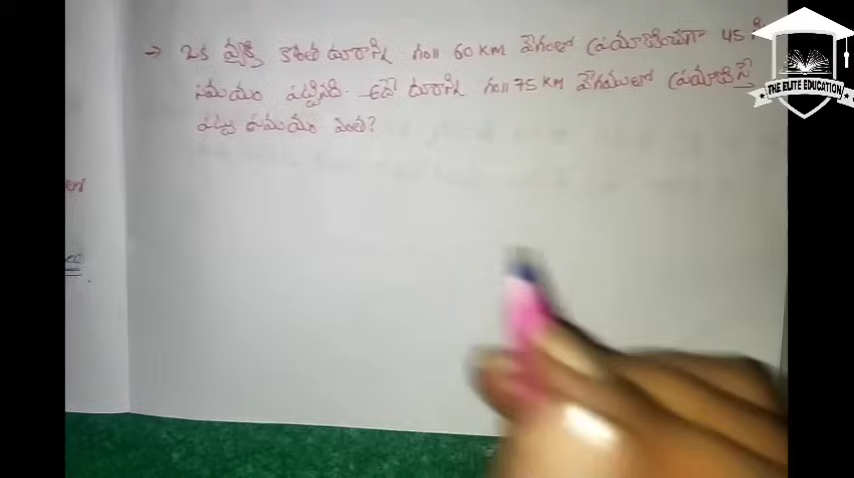 → ఒక వ్యక్తి కొంత దూరాన్ని గం॥ 60 KM వేగంతో ప్రయాణించుగా 45 ని
సమయం పట్టినది. అదే దూరాన్ని గం॥ 75 KM వేగముతో ప్రయాణిస్తే
పట్టు సమయం ఎంత?
THE ELITE EDUCATION
లో